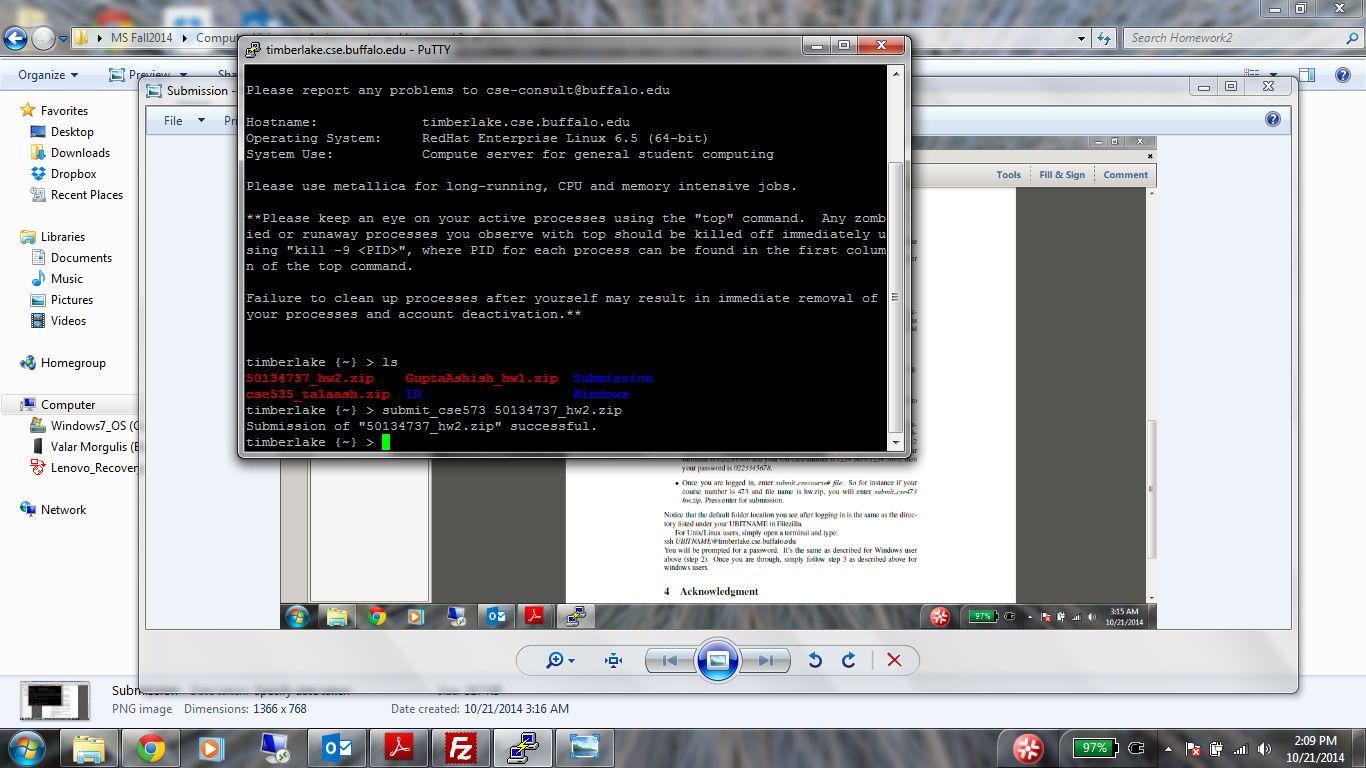 MS Fall2014
Comput
Search Homework2
timberlake.cse.buffalo.edu - PuTTY
Organize
Preview
Submission -
File
Tools
Fill & Sign
Comment
Please report any problems to cse-consult@buffalo.edu
Hostname: timberlake.cse.buffalo.edu
Operating System: RedHat Enterprise Linux 6.5 (64-bit)
System Use: Compute server for general student computing
Please use metallica for long-running, CPU and memory intensive jobs.
**Please keep an eye on your active processes using the "top" command. Any zomb
ied or runaway processes you observe with top should be killed off immediately u
sing "kill -9 <PID>", where PID for each process can be found in the first colum
n of the top command.
Failure to clean up processes after yourself may result in immediate removal of
your processes and account deactivation.**
timberlake {~} > ls
50134737_hw2.zip GuptaAshish_hw1.zip Submission
cse535_talaash.zip IR Windows
timberlake {~} > submit_cse573 50134737_hw2.zip
Submission of "50134737_hw2.zip" successful.
timberlake {~} >
Favorites
Desktop
Downloads
Dropbox
Recent Places
Libraries
Documents
Music
Pictures
Videos
Homegroup
Computer
Windows7_OS (C
Valar Morgulis (
Lenovo_Recover
Network
your password is 0223345678.
• Once you are logged in, enter submit_csecourse# file. So for instance if your
course number is 473 and file name is hw.zip, you will enter submit_cse473
hw.zip. Press enter for submission.
Notice that the default folder location you see after logging in is the same as the direc-
tory listed under your UBITNAME in Filezilla.
For Unix/Linux users, simply open a terminal and type:
ssh UBITNAME@timberlake.cse.buffalo.edu
You will be prompted for a password. It's the same as described for Windows user
above (step 2). Once you are through, simply follow step 3 as described above for
windows users.
4 Acknowledgment
97%
3:15 AM
10/21/2014
Submission
PNG image
Dimensions: 1366 x 768
Date created: 10/21/2014 3:16 AM
97%
2:09 PM
10/21/2014